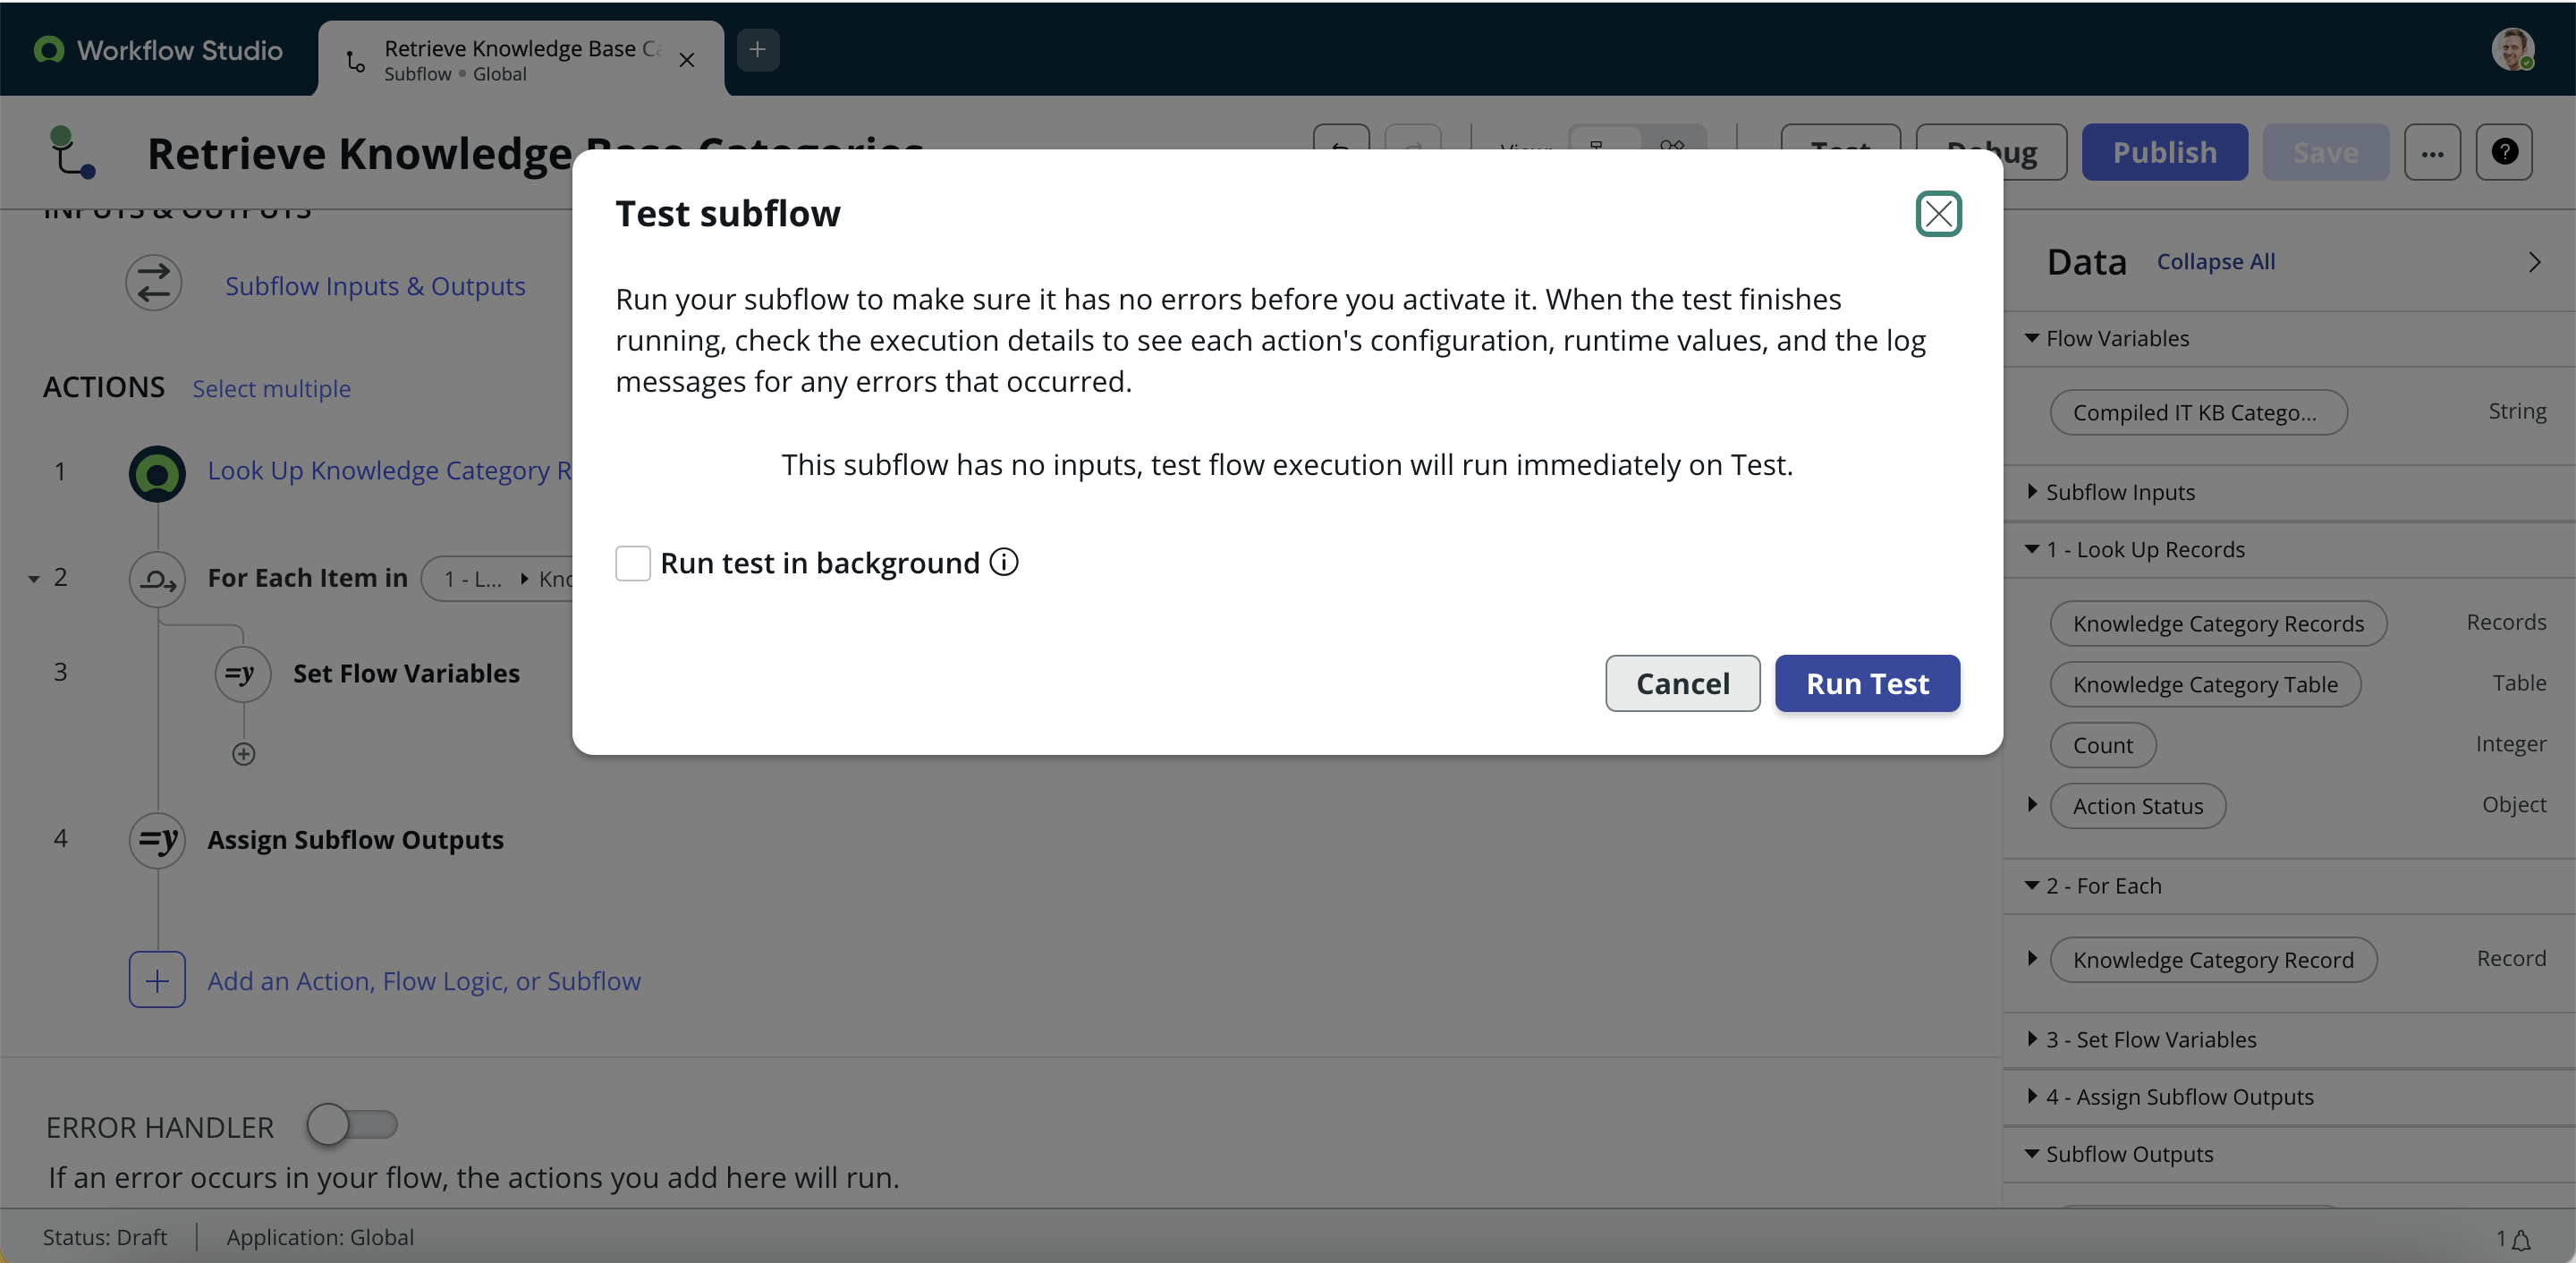 Workflow Studio
Retrieve Knowledge Base Ca
Subflow • Global
Retrieve Knowledge Base Categories
View:
Test
Debug
Publish
Save
INPUTS & OUTPUTS
Subflow Inputs & Outputs
ACTIONS Select multiple
1 Look Up Knowledge Category R
2 For Each Item in 1 - L... Kno
3 =y Set Flow Variables
4 =y Assign Subflow Outputs
Add an Action, Flow Logic, or Subflow
ERROR HANDLER
If an error occurs in your flow, the actions you add here will run.
Status: Draft Application: Global
Test subflow
Run your subflow to make sure it has no errors before you activate it. When the test finishes
running, check the execution details to see each action's configuration, runtime values, and the log
messages for any errors that occurred.
This subflow has no inputs, test flow execution will run immediately on Test.
Run test in background
Cancel
Run Test
Data Collapse All
Flow Variables
Compiled IT KB Catego... String
Subflow Inputs
1 - Look Up Records
Knowledge Category Records Records
Knowledge Category Table Table
Count Integer
Action Status Object
2 - For Each
Knowledge Category Record Record
3 - Set Flow Variables
4 - Assign Subflow Outputs
Subflow Outputs
1